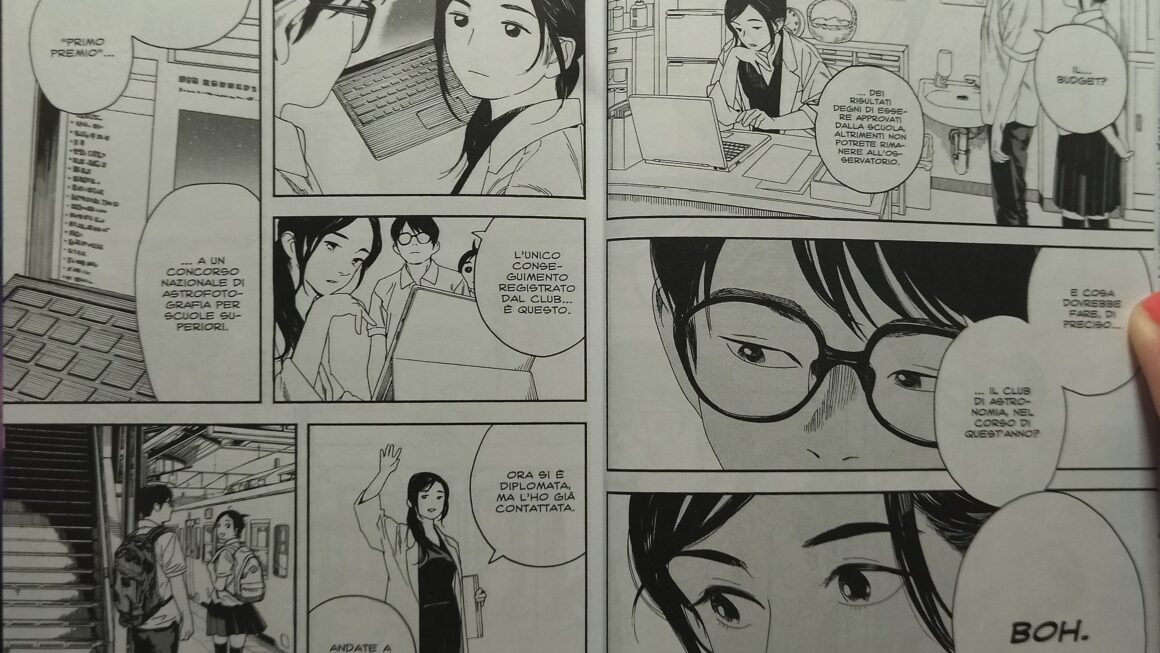 IL...
BUDGET?
... DEI
RISULTATI
DEGNI DI ESSE-
RE APPROVATI
DALLA SCUOLA,
ALTRIMENTI NON
POTRETE RIMA-
NERE ALL'OS-
SERVATORIO.
E COSA
DOVREBBE
FARE, DI
PRECISO...
... IL CLUB
DI ASTRO-
NOMIA, NEL
CORSO DI
QUEST'ANNO?
BOH.
L'UNICO
CONSE-
GUIMENTO
REGISTRATO
DAL CLUB...
È QUESTO.
"PRIMO
PREMIO"...
... A UN
CONCORSO
NAZIONALE DI
ASTROFOTO-
GRAFIA PER
SCUOLE SU-
PERIORI.
ORA SI È
DIPLOMATA,
MA L'HO GIÀ
CONTATTATA.
ANDATE A